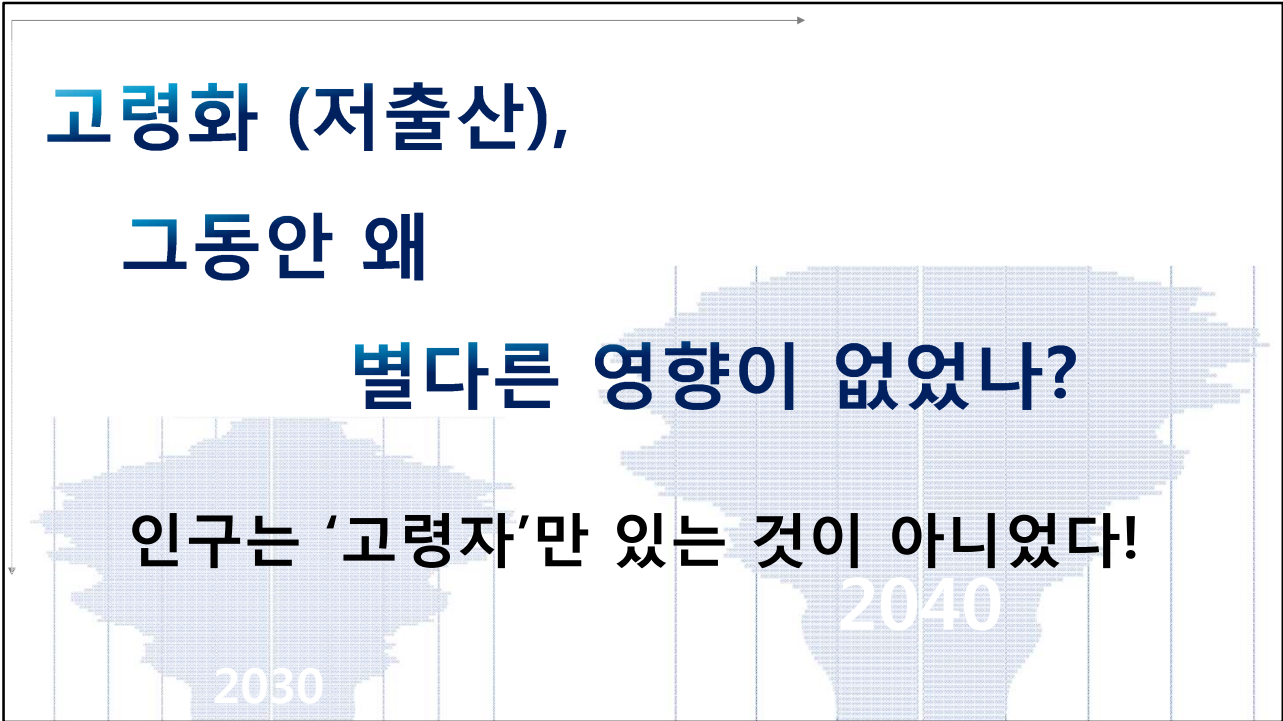 고령화 (저출산),
그동안 왜
별다른 영향이 없었나?
인구는 ‘고령자’만 있는 것이 아니었다!
2040
2030